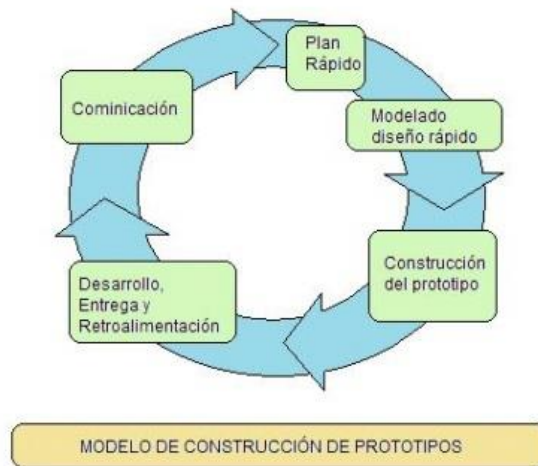 Plan
Rápido
Cominicación
Modelado
diseño rápido
Construcción
del prototipo
Desarrollo,
Entrega y
Retroalimentación
MODELO DE CONSTRUCCIÓN DE PROTOTIPOS